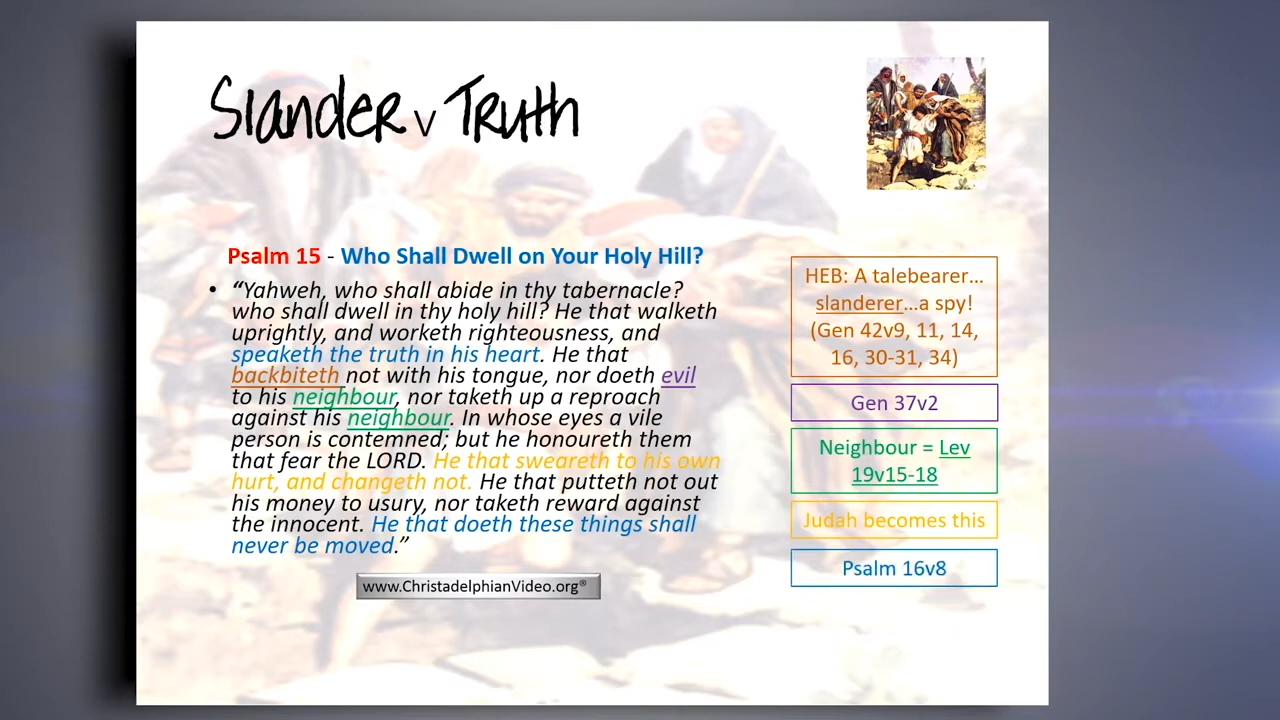 Slander v Truth
Psalm 15 - Who Shall Dwell on Your Holy Hill?
• “Yahweh, who shall abide in thy tabernacle?
who shall dwell in thy holy hill? He that walketh
uprightly, and worketh righteousness, and
speaketh the truth in his heart. He that
backbiteth not with his tongue, nor doeth evil
to his neighbour, nor taketh up a reproach
against his neighbour. In whose eyes a vile
person is contemned; but he honoureth them
that fear the LORD. He that sweareth to his own
hurt, and changeth not. He that putteth not out
his money to usury, nor taketh reward against
the innocent. He that doeth these things shall
never be moved.”
www.ChristadelphianVideo.org®
HEB: A talebearer...
slanderer...a spy!
(Gen 42v9, 11, 14,
16, 30-31, 34)
Gen 37v2
Neighbour = Lev
19v15-18
Judah becomes this
Psalm 16v8